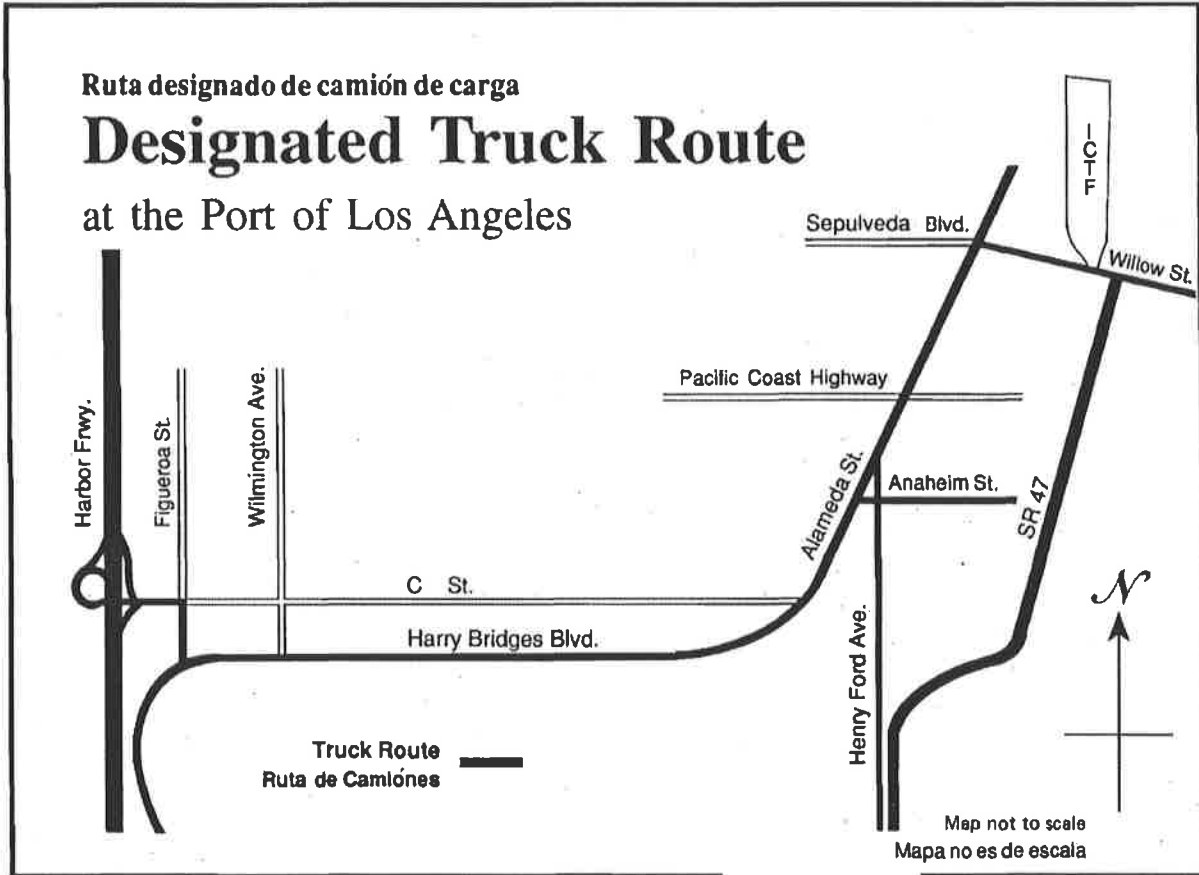 Ruta designado de camión de carga
Designated Truck Route
at the Port of Los Angeles
ICTF
Sepulveda Blvd.
Willow St.
Pacific Coast Highway
Harbor Frwy.
Figueroa St.
Wilmington Ave.
Alameda St.
Anaheim St.
SR 47
C St.
Harry Bridges Blvd.
Henry Ford Ave.
N
Truck Route
Ruta de Camiónes
Map not to scale
Mapa no es de escala